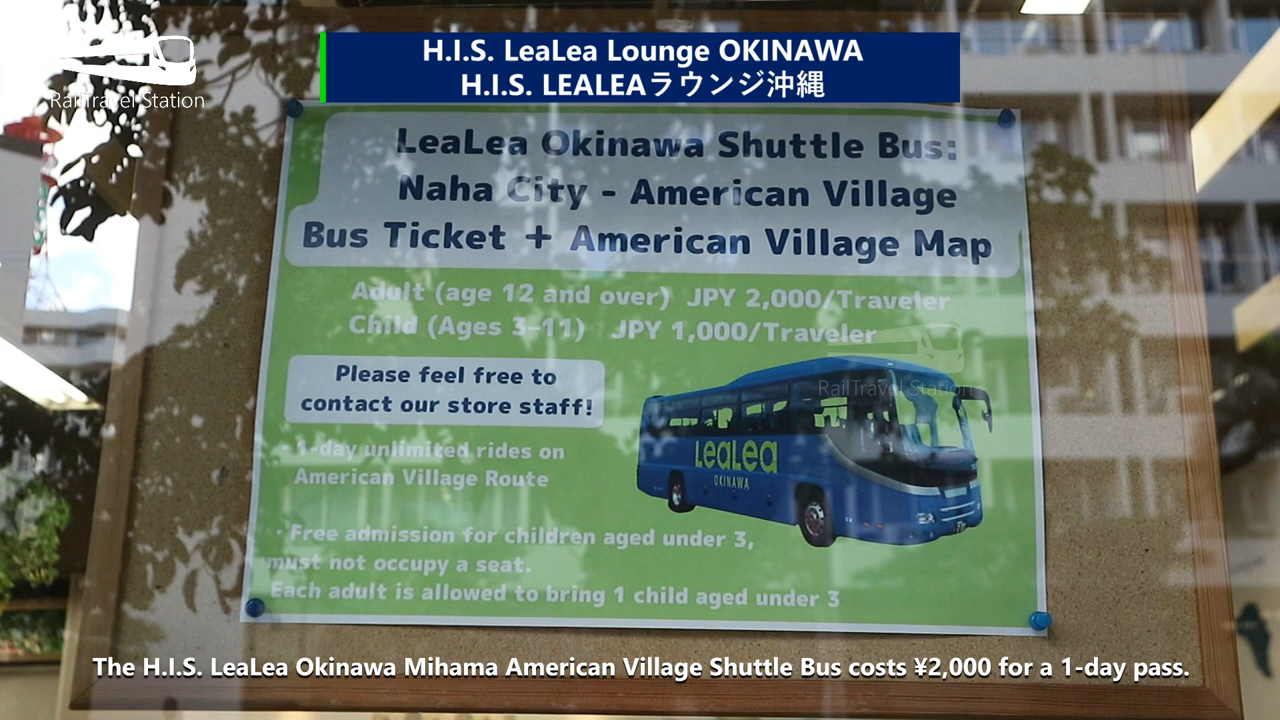 RailTravel Station
H.I.S. LeaLea Lounge OKINAWA
H.I.S. LEALEAラウンジ沖縄
LeaLea Okinawa Shuttle Bus:
Naha City - American Village
Bus Ticket + American Village Map
Adult (age 12 and over) JPY 2,000/Traveler
Child (Ages 3-11) JPY 1,000/Traveler
RailTravel Station
Please feel free to
contact our store staff!
LeaLea
OKINAWA
・1-day unlimited rides on
American Village Route
・Free admission for children aged under 3,
must not occupy a seat.
Each adult is allowed to bring 1 child aged under 3
The H.I.S. LeaLea Okinawa Mihama American Village Shuttle Bus costs ¥2,000 for a 1-day pass.